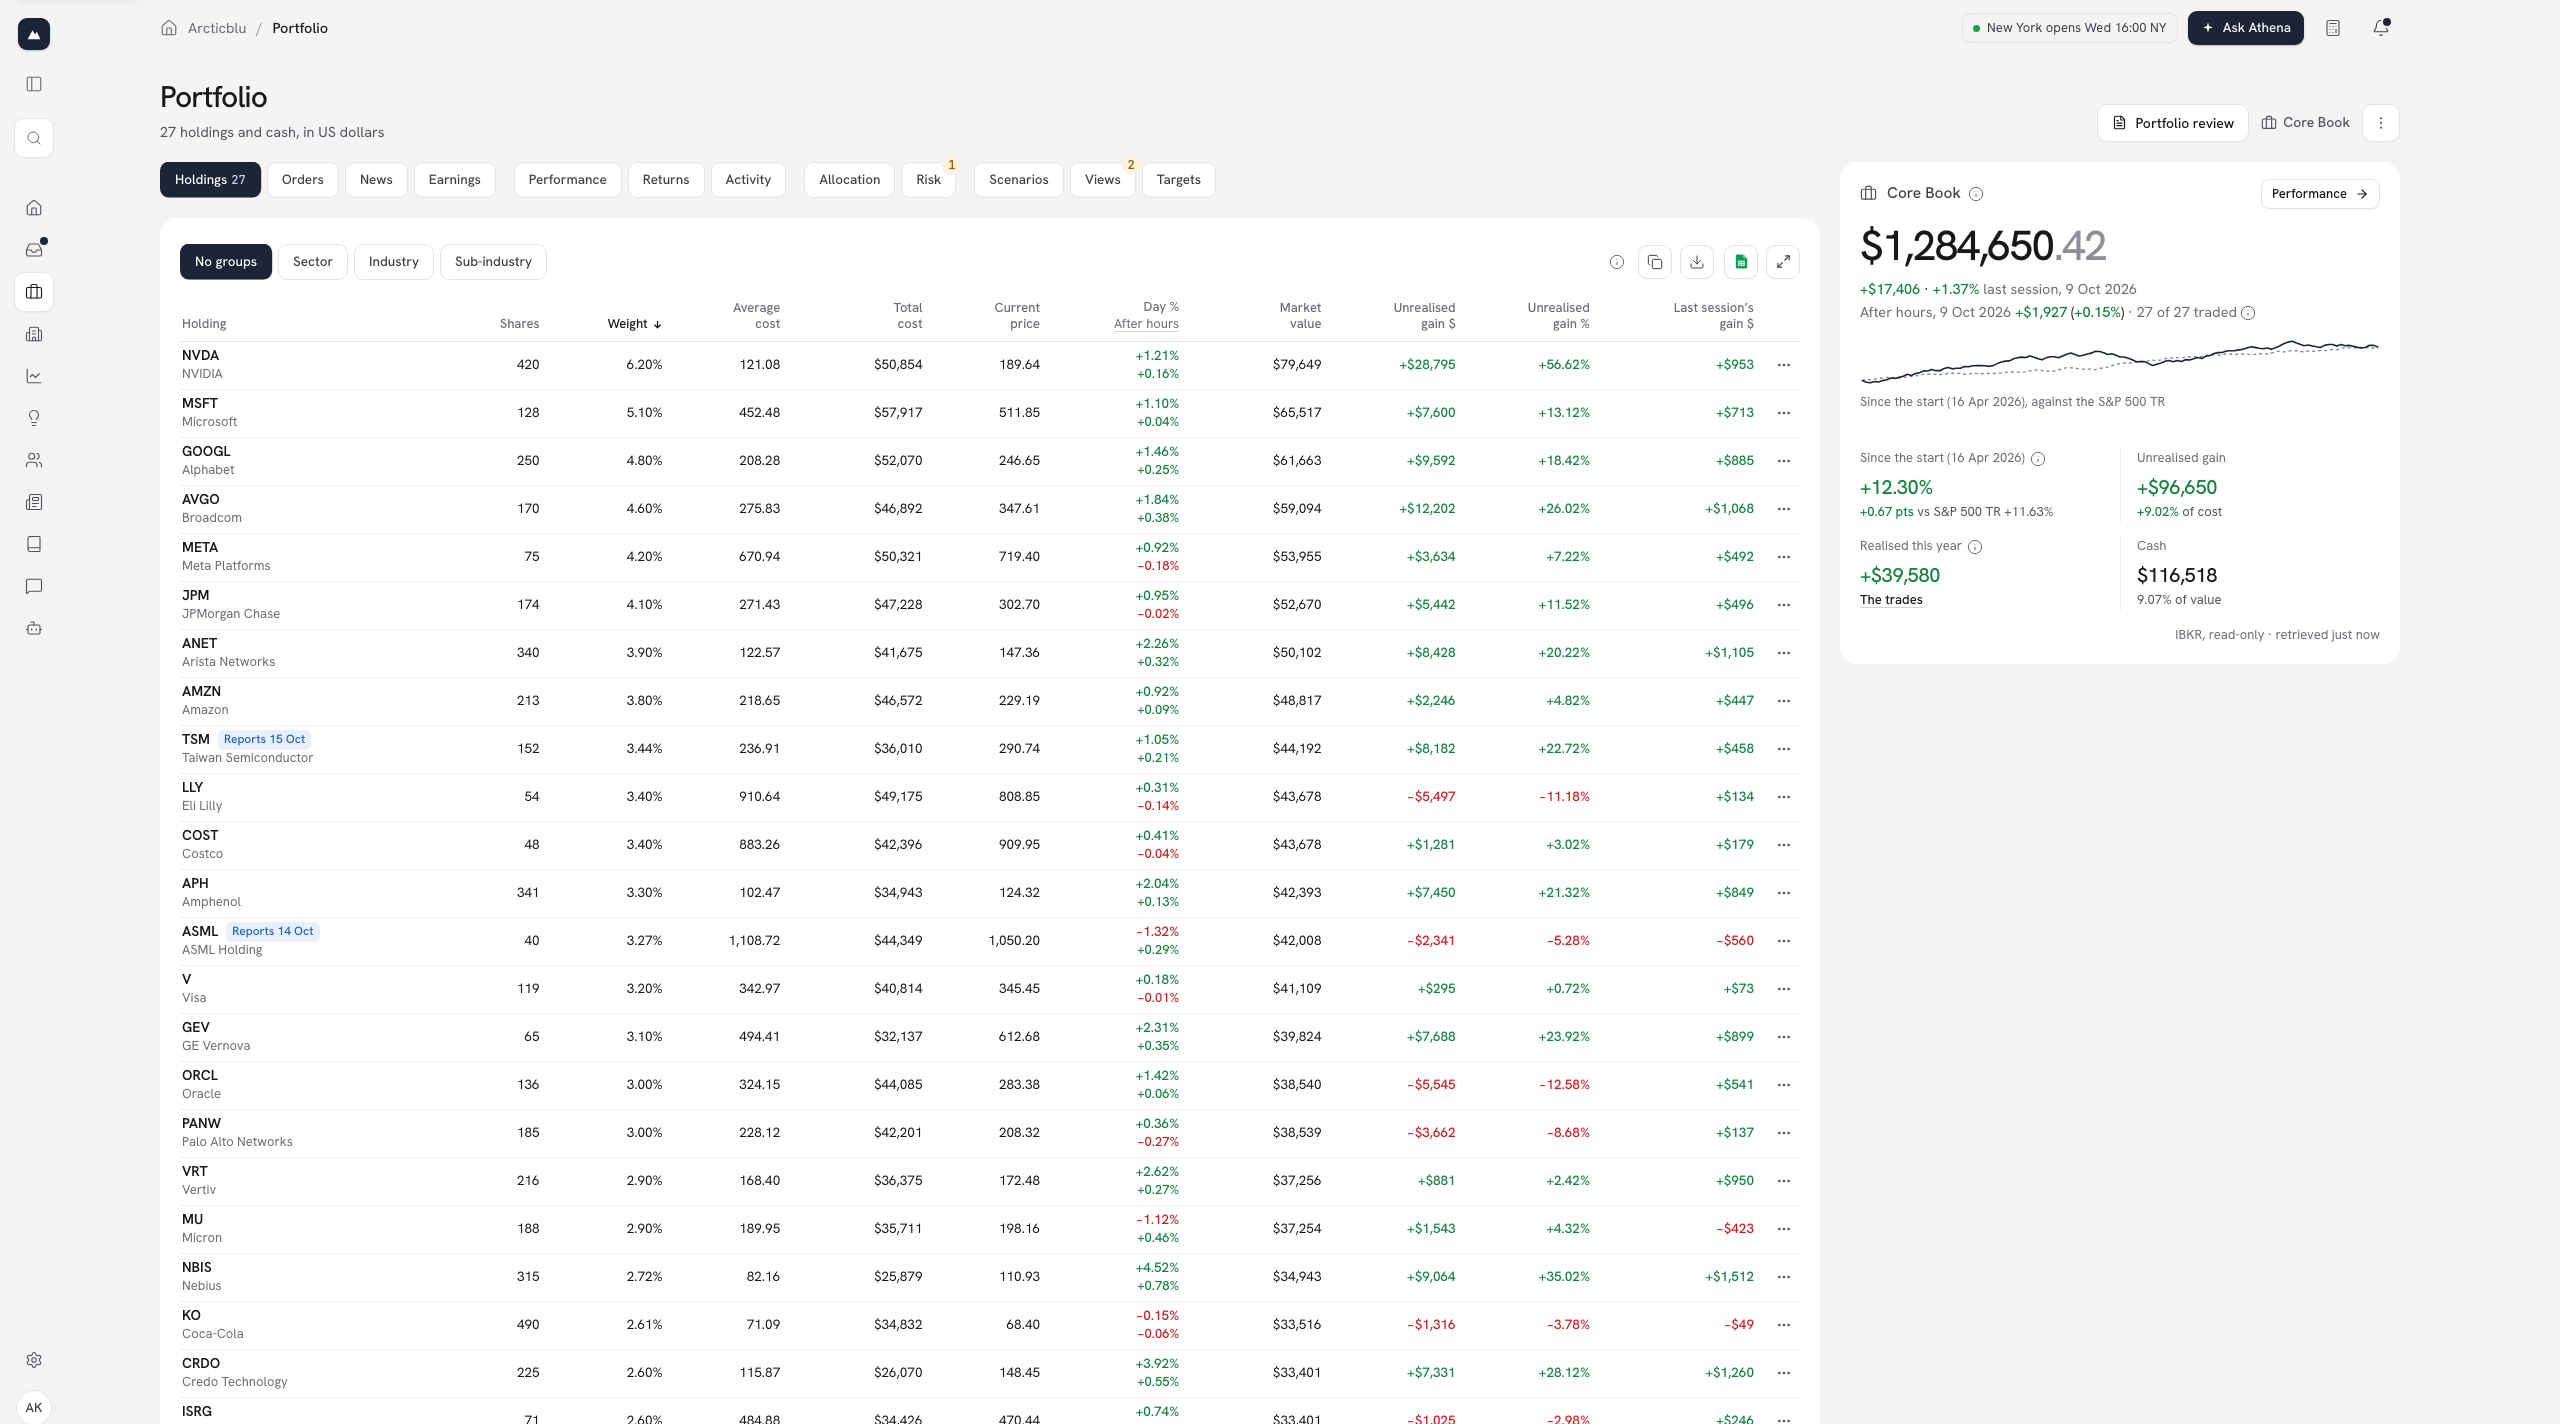 Arcticblu / Portfolio
New York opens Wed 16:00 NY
Ask Athena
Portfolio
27 holdings and cash, in US dollars
Portfolio review
Core Book
Holdings 27 Orders News Earnings Performance Returns Activity Allocation Risk 1 Scenarios Views 2 Targets
No groups Sector Industry Sub-industry
Holding Shares Weight ↓ Average cost Total cost Current price Day % After hours Market value Unrealised gain $ Unrealised gain % Last session’s gain $
NVDA +1.21%
420 6.20% 121.08 $50,854 189.64 $79,649 +$28,795 +56.62% +$953
NVIDIA +0.16%
MSFT +1.10%
128 5.10% 452.48 $57,917 511.85 $65,517 +$7,600 +13.12% +$713
Microsoft +0.04%
GOOGL +1.46%
250 4.80% 208.28 $52,070 246.65 $61,663 +$9,592 +18.42% +$885
Alphabet +0.25%
AVGO +1.84%
170 4.60% 275.83 $46,892 347.61 $59,094 +$12,202 +26.02% +$1,068
Broadcom +0.38%
META +0.92%
75 4.20% 670.94 $50,321 719.40 $53,955 +$3,634 +7.22% +$492
Meta Platforms −0.18%
JPM +0.95%
174 4.10% 271.43 $47,228 302.70 $52,670 +$5,442 +11.52% +$496
JPMorgan Chase −0.02%
ANET +2.26%
340 3.90% 122.57 $41,675 147.36 $50,102 +$8,428 +20.22% +$1,105
Arista Networks +0.32%
AMZN +0.92%
213 3.80% 218.65 $46,572 229.19 $48,817 +$2,246 +4.82% +$447
Amazon +0.09%
TSM Reports 15 Oct +1.05%
152 3.44% 236.91 $36,010 290.74 $44,192 +$8,182 +22.72% +$458
Taiwan Semiconductor +0.21%
LLY +0.31%
54 3.40% 910.64 $49,175 808.85 $43,678 −$5,497 −11.18% +$134
Eli Lilly −0.14%
COST +0.41%
48 3.40% 883.26 $42,396 909.95 $43,678 +$1,281 +3.02% +$179
Costco −0.04%
APH +2.04%
341 3.30% 102.47 $34,943 124.32 $42,393 +$7,450 +21.32% +$849
Amphenol +0.13%
ASML Reports 14 Oct −1.32%
40 3.27% 1,108.72 $44,349 1,050.20 $42,008 −$2,341 −5.28% −$560
ASML Holding +0.29%
V +0.18%
119 3.20% 342.97 $40,814 345.45 $41,109 +$295 +0.72% +$73
Visa −0.01%
GEV +2.31%
65 3.10% 494.41 $32,137 612.68 $39,824 +$7,688 +23.92% +$899
GE Vernova +0.35%
ORCL +1.42%
136 3.00% 324.15 $44,085 283.38 $38,540 −$5,545 −12.58% +$541
Oracle +0.06%
PANW +0.36%
185 3.00% 228.12 $42,201 208.32 $38,539 −$3,662 −8.68% +$137
Palo Alto Networks −0.27%
VRT +2.62%
216 2.90% 168.40 $36,375 172.48 $37,256 +$881 +2.42% +$950
Vertiv +0.27%
MU −1.12%
188 2.90% 189.95 $35,711 198.16 $37,254 +$1,543 +4.32% −$423
Micron +0.46%
NBIS +4.52%
315 2.72% 82.16 $25,879 110.93 $34,943 +$9,064 +35.02% +$1,512
Nebius +0.78%
KO −0.15%
490 2.61% 71.09 $34,832 68.40 $33,516 −$1,316 −3.78% −$49
Coca-Cola −0.06%
CRDO +3.92%
225 2.60% 115.87 $26,070 148.45 $33,401 +$7,331 +28.12% +$1,260
Credo Technology +0.55%
ISRG +0.74%
71 2.60% 484.88 $34,426 470.44 $33,401 −$1,025 −2.98% +$246
AK
Core Book
Performance →
$1,284,650.42
+$17,406 · +1.37% last session, 9 Oct 2026
After hours, 9 Oct 2026 +$1,927 (+0.15%) · 27 of 27 traded
Since the start (16 Apr 2026), against the S&P 500 TR
Since the start (16 Apr 2026) Unrealised gain
+12.30% +$96,650
+0.67 pts vs S&P 500 TR +11.63% +9.02% of cost
Realised this year Cash
+$39,580 $116,518
The trades 9.07% of value
IBKR, read-only · retrieved just now